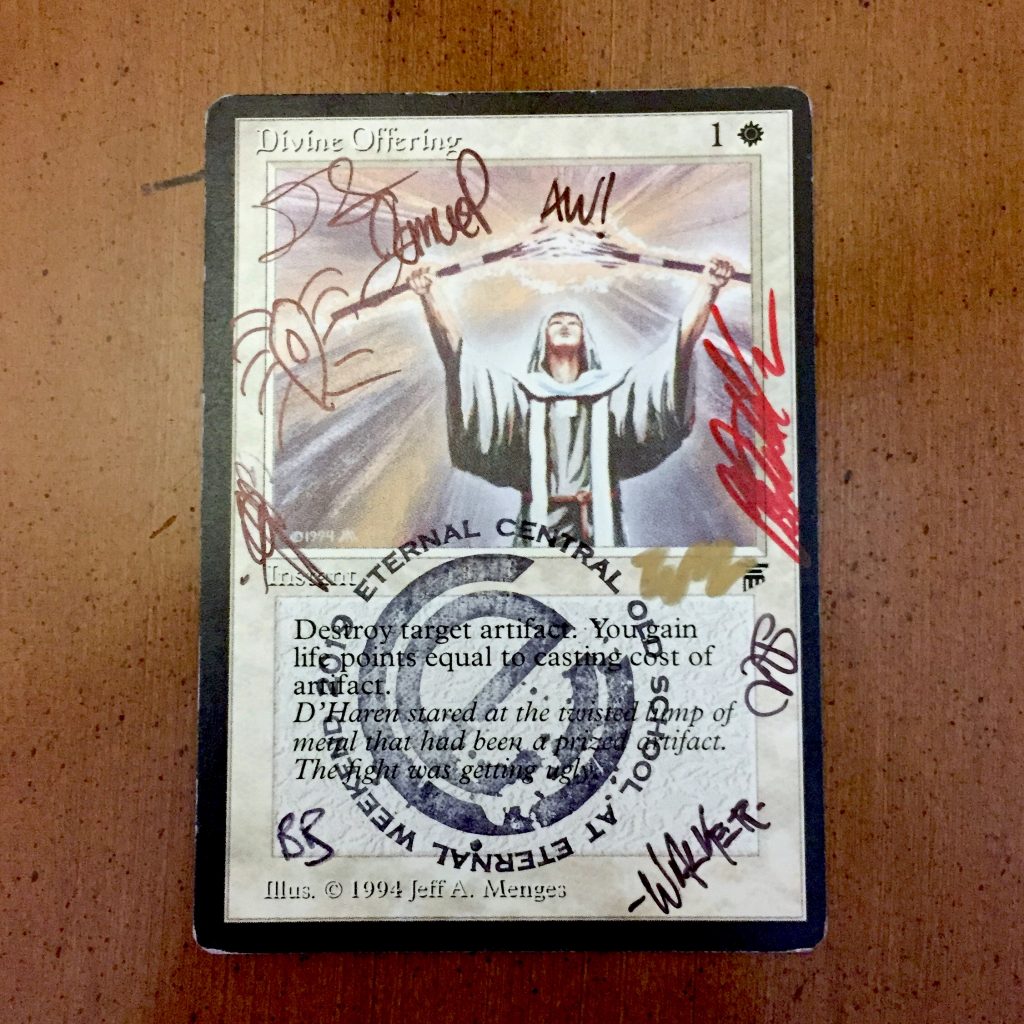 Divine Offering 1
Samuel
AW!
©1994 JM
Instant
2019 ETERNAL CENTRAL OLD SCHOOL AT ETERNAL WEEKEND
Destroy target artifact. You gain
life points equal to casting cost of
artifact.
D'Haren stared at the twisted lump of
metal that had been a prized artifact.
The fight was getting ugly.
BB
-WALKER-
Illus. © 1994 Jeff A. Menges